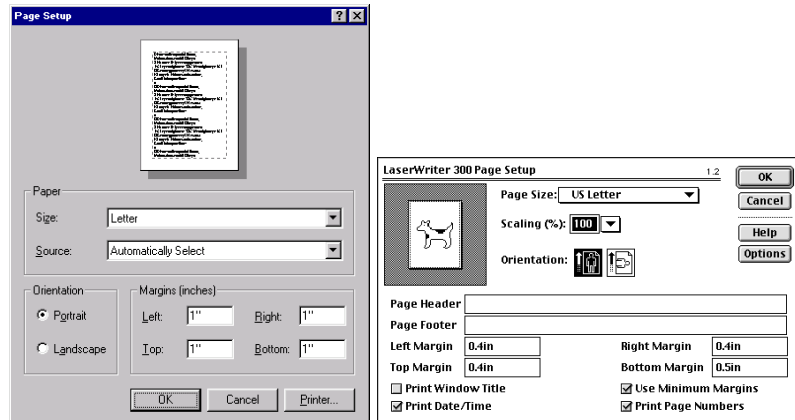 Page Setup
Paper
Size: Letter
Source: Automatically Select
Orientation
Portrait
Landscape
Margins (inches)
Left: 1" Right: 1"
Top: 1" Bottom: 1"
OK Cancel Printer...
LaserWriter 300 Page Setup 1.2
Page Size: US Letter
Scaling (%): 100
Orientation:
OK
Cancel
Help
Options
Page Header
Page Footer
Left Margin 0.4in Right Margin 0.4in
Top Margin 0.4in Bottom Margin 0.5in
Print Window Title Use Minimum Margins
Print Date/Time Print Page Numbers